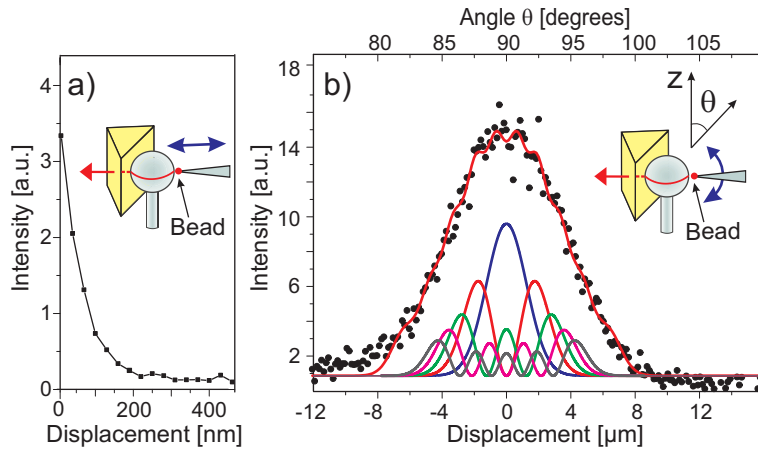 a)
4
3
2
1
0
0
200
400
Intensity [a.u.]
Displacement [nm]
Bead
Angle θ [degrees]
80
85
90
95
100
105
b)
18
14
10
6
2
-12
-8
-4
0
4
8
12
Intensity [a.u.]
Displacement [µm]
z
θ
Bead